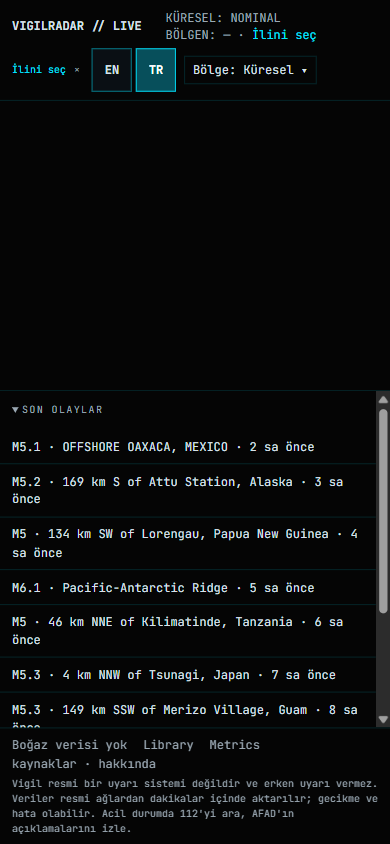 VIGILRADAR // LIVE
KÜRESEL: NOMINAL
BÖLGEN: — · İlini seç
İlini seç ×
EN
TR
Bölge: Küresel ▾
▼ SON OLAYLAR
M5.1 · OFFSHORE OAXACA, MEXICO · 2 sa önce
M5.2 · 169 km S of Attu Station, Alaska · 3 sa
önce
M5 · 134 km SW of Lorengau, Papua New Guinea · 4
sa önce
M6.1 · Pacific-Antarctic Ridge · 5 sa önce
M5 · 46 km NNE of Kilimatinde, Tanzania · 6 sa
önce
M5.3 · 4 km NNW of Tsunagi, Japan · 7 sa önce
M5.3 · 149 km SSW of Merizo Village, Guam · 8 sa
önce
Boğaz verisi yok Library Metrics
kaynaklar · hakkında
Vigil resmi bir uyarı sistemi değildir ve erken uyarı vermez.
Veriler resmi ağlardan dakikalar içinde aktarılır; gecikme ve
hata olabilir. Acil durumda 112'yi ara, AFAD'ın
açıklamalarını izle.